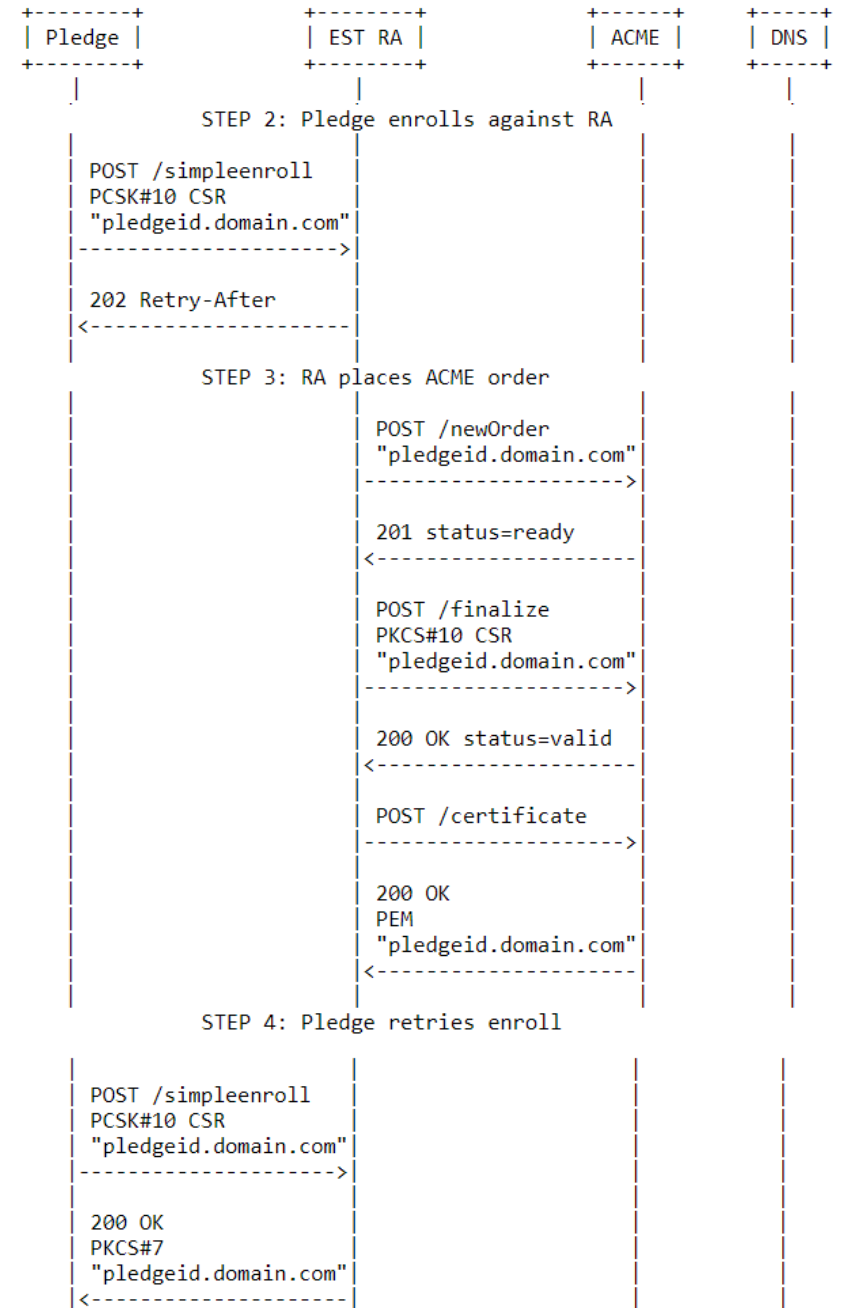 Pledge EST RA ACME DNS
STEP 2: Pledge enrolls against RA
POST /simpleenroll
PCSK#10 CSR
"pledgeid.domain.com"
202 Retry-After
STEP 3: RA places ACME order
POST /newOrder
"pledgeid.domain.com"
201 status=ready
POST /finalize
PKCS#10 CSR
"pledgeid.domain.com"
200 OK status=valid
POST /certificate
200 OK
PEM
"pledgeid.domain.com"
STEP 4: Pledge retries enroll
POST /simpleenroll
PCSK#10 CSR
"pledgeid.domain.com"
200 OK
PKCS#7
"pledgeid.domain.com"